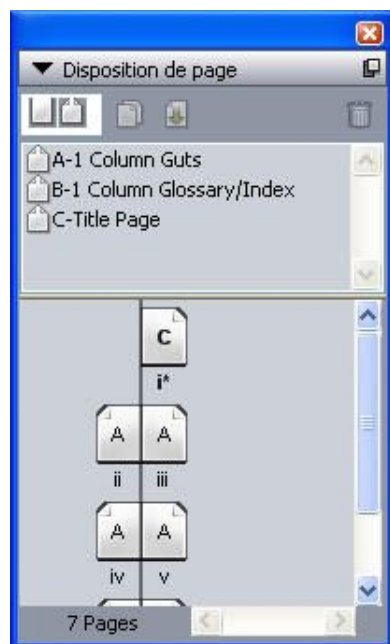 Disposition de page
A-1 Column Guts
B-1 Column Glossary/Index
C-Title Page
C
i*
A A
ii iii
A A
iv v
7 Pages